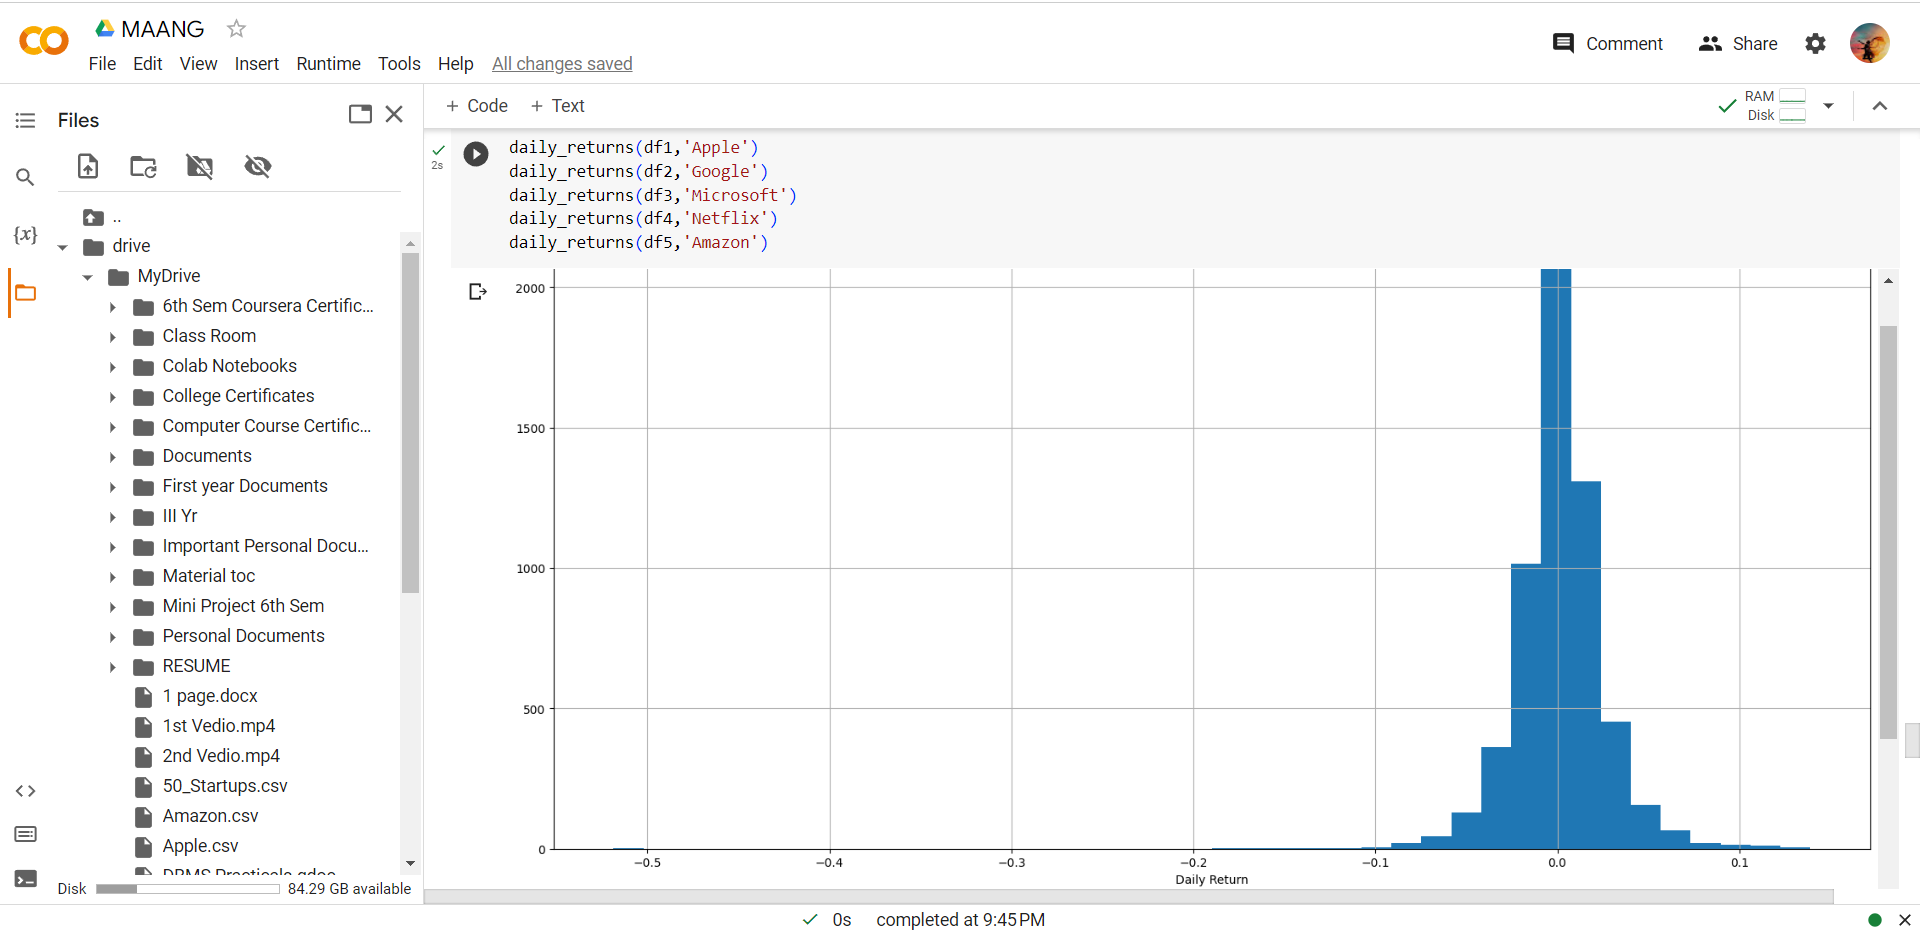 MAANG
File Edit View Insert Runtime Tools Help All changes saved
Comment Share
Files
..
drive
MyDrive
6th Sem Coursera Certific...
Class Room
Colab Notebooks
College Certificates
Computer Course Certific...
Documents
First year Documents
III Yr
Important Personal Docu...
Material toc
Mini Project 6th Sem
Personal Documents
RESUME
1 page.docx
1st Vedio.mp4
2nd Vedio.mp4
50_Startups.csv
Amazon.csv
Apple.csv
Disk 84.29 GB available
{x}
+ Code + Text
RAM
Disk
2s
daily_returns(df1,'Apple')
daily_returns(df2,'Google')
daily_returns(df3,'Microsoft')
daily_returns(df4,'Netflix')
daily_returns(df5,'Amazon')
2000
1500
1000
500
0
−0.5 −0.4 −0.3 −0.2 −0.1 0.0 0.1
Daily Return
0s completed at 9:45 PM